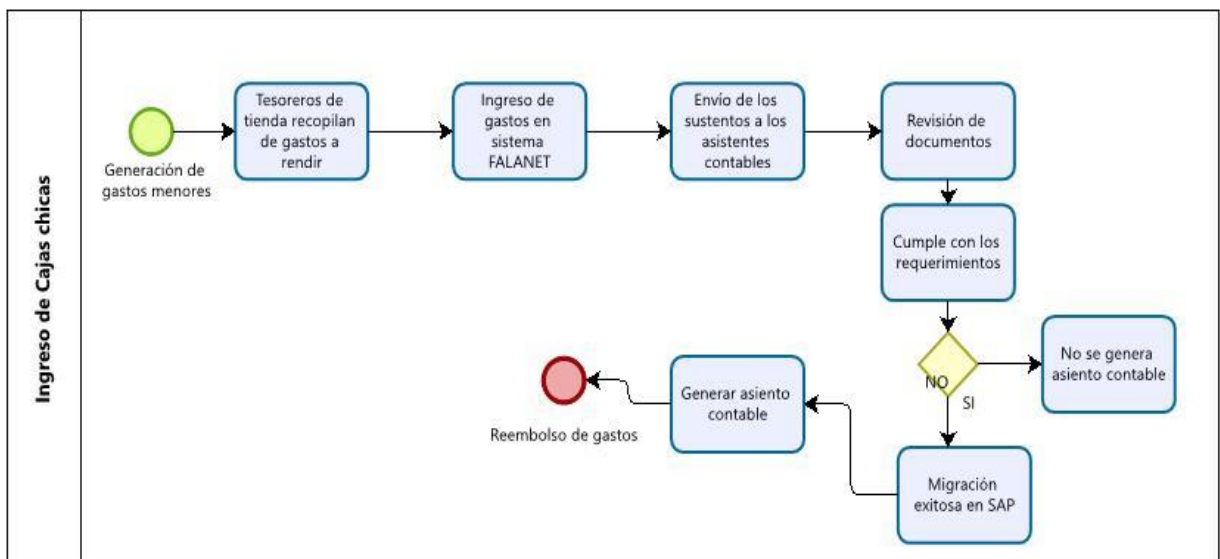 Ingreso de Cajas chicas
Generación de
gastos menores
Tesoreros de
tienda recopilan
de gastos a
rendir
Ingreso de
gastos en
sistema
FALANET
Envío de los
sustentos a los
asistentes
contables
Revisión de
documentos
Cumple con los
requerimientos
NO
SI
No se genera
asiento contable
Migración
exitosa en SAP
Generar asiento
contable
Reembolso de gastos